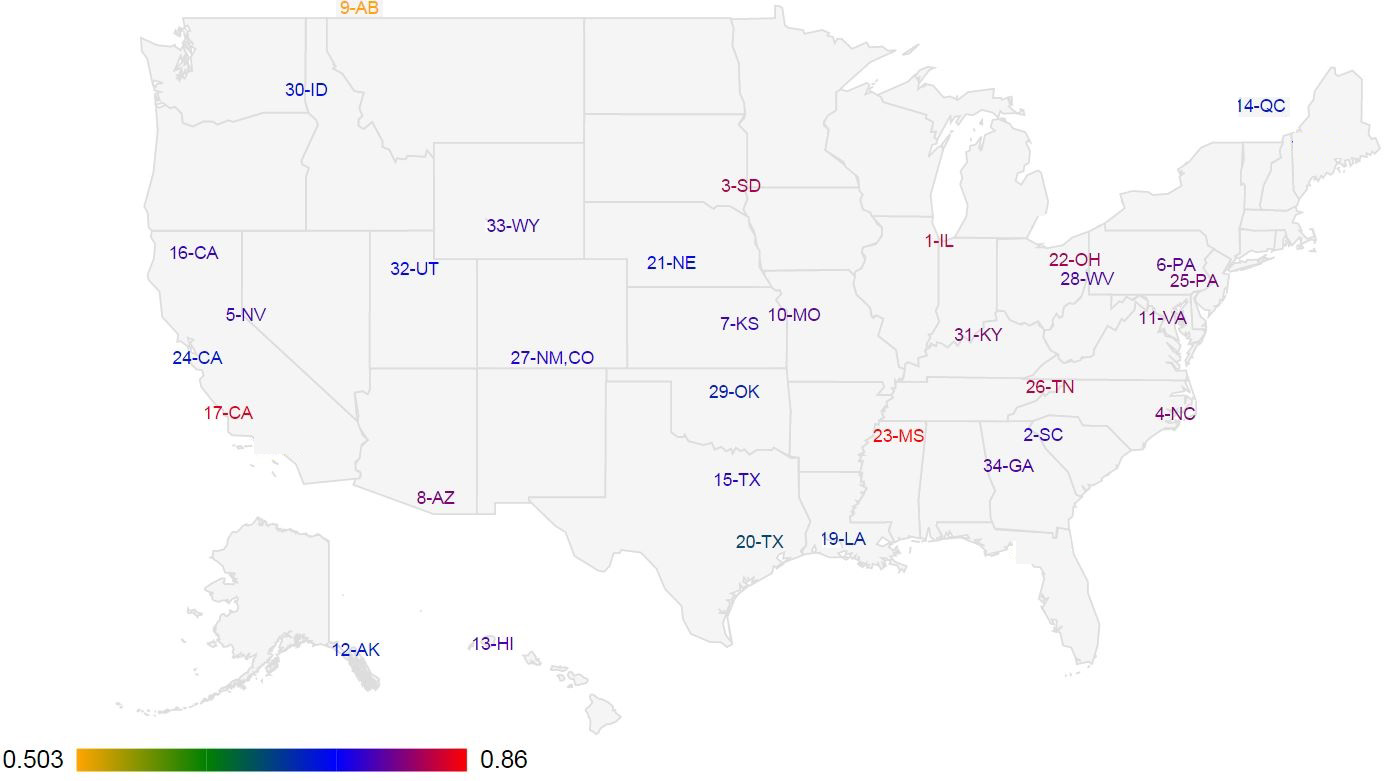 9-AB
30-ID
14-QC
3-SD
33-WY
1-IL
16-CA
22-OH
32-UT
21-NE
6-PA
28-WV
25-PA
5-NV
10-MO
11-VA
7-KS
31-KY
24-CA
27-NM,CO
26-TN
29-OK
17-CA
4-NC
23-MS
2-SC
34-GA
15-TX
8-AZ
19-LA
20-TX
13-HI
12-AK
0.503
0.86